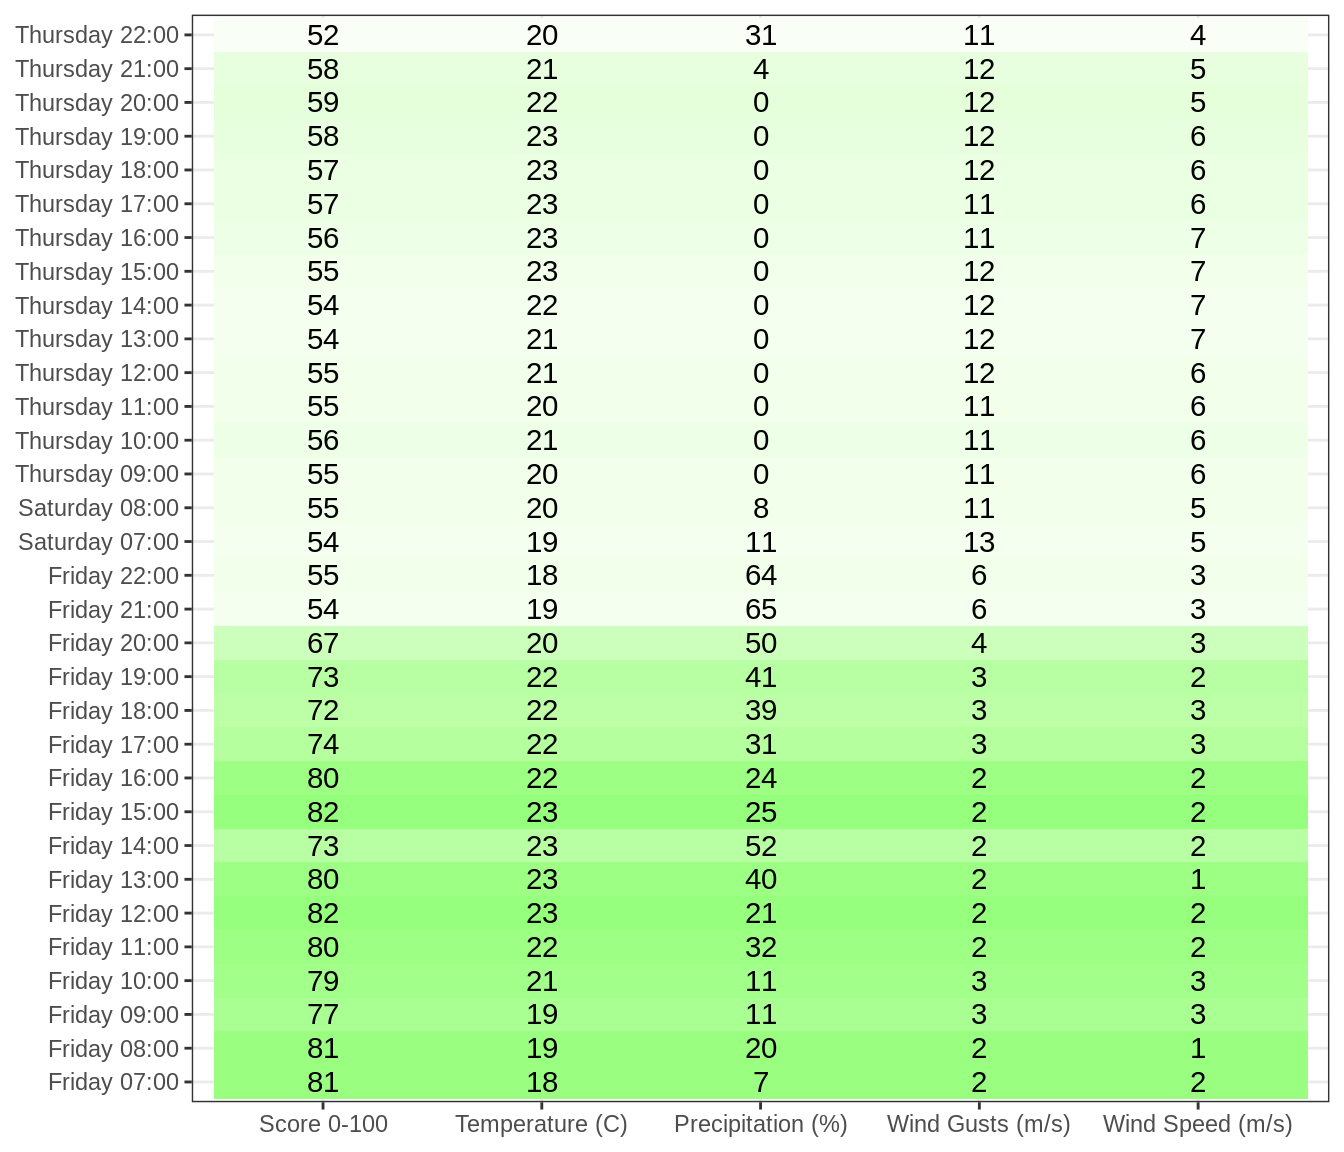 Thursday 22:00 52 20 31 11 4
Thursday 21:00 58 21 4 12 5
Thursday 20:00 59 22 0 12 5
Thursday 19:00 58 23 0 12 6
Thursday 18:00 57 23 0 12 6
Thursday 17:00 57 23 0 11 6
Thursday 16:00 56 23 0 11 7
Thursday 15:00 55 23 0 12 7
Thursday 14:00 54 22 0 12 7
Thursday 13:00 54 21 0 12 7
Thursday 12:00 55 21 0 12 6
Thursday 11:00 55 20 0 11 6
Thursday 10:00 56 21 0 11 6
Thursday 09:00 55 20 0 11 6
Saturday 08:00 55 20 8 11 5
Saturday 07:00 54 19 11 13 5
Friday 22:00 55 18 64 6 3
Friday 21:00 54 19 65 6 3
Friday 20:00 67 20 50 4 3
Friday 19:00 73 22 41 3 2
Friday 18:00 72 22 39 3 3
Friday 17:00 74 22 31 3 3
Friday 16:00 80 22 24 2 2
Friday 15:00 82 23 25 2 2
Friday 14:00 73 23 52 2 2
Friday 13:00 80 23 40 2 1
Friday 12:00 82 23 21 2 2
Friday 11:00 80 22 32 2 2
Friday 10:00 79 21 11 3 3
Friday 09:00 77 19 11 3 3
Friday 08:00 81 19 20 2 1
Friday 07:00 81 18 7 2 2
Score 0-100 Temperature (C) Precipitation (%) Wind Gusts (m/s) Wind Speed (m/s)